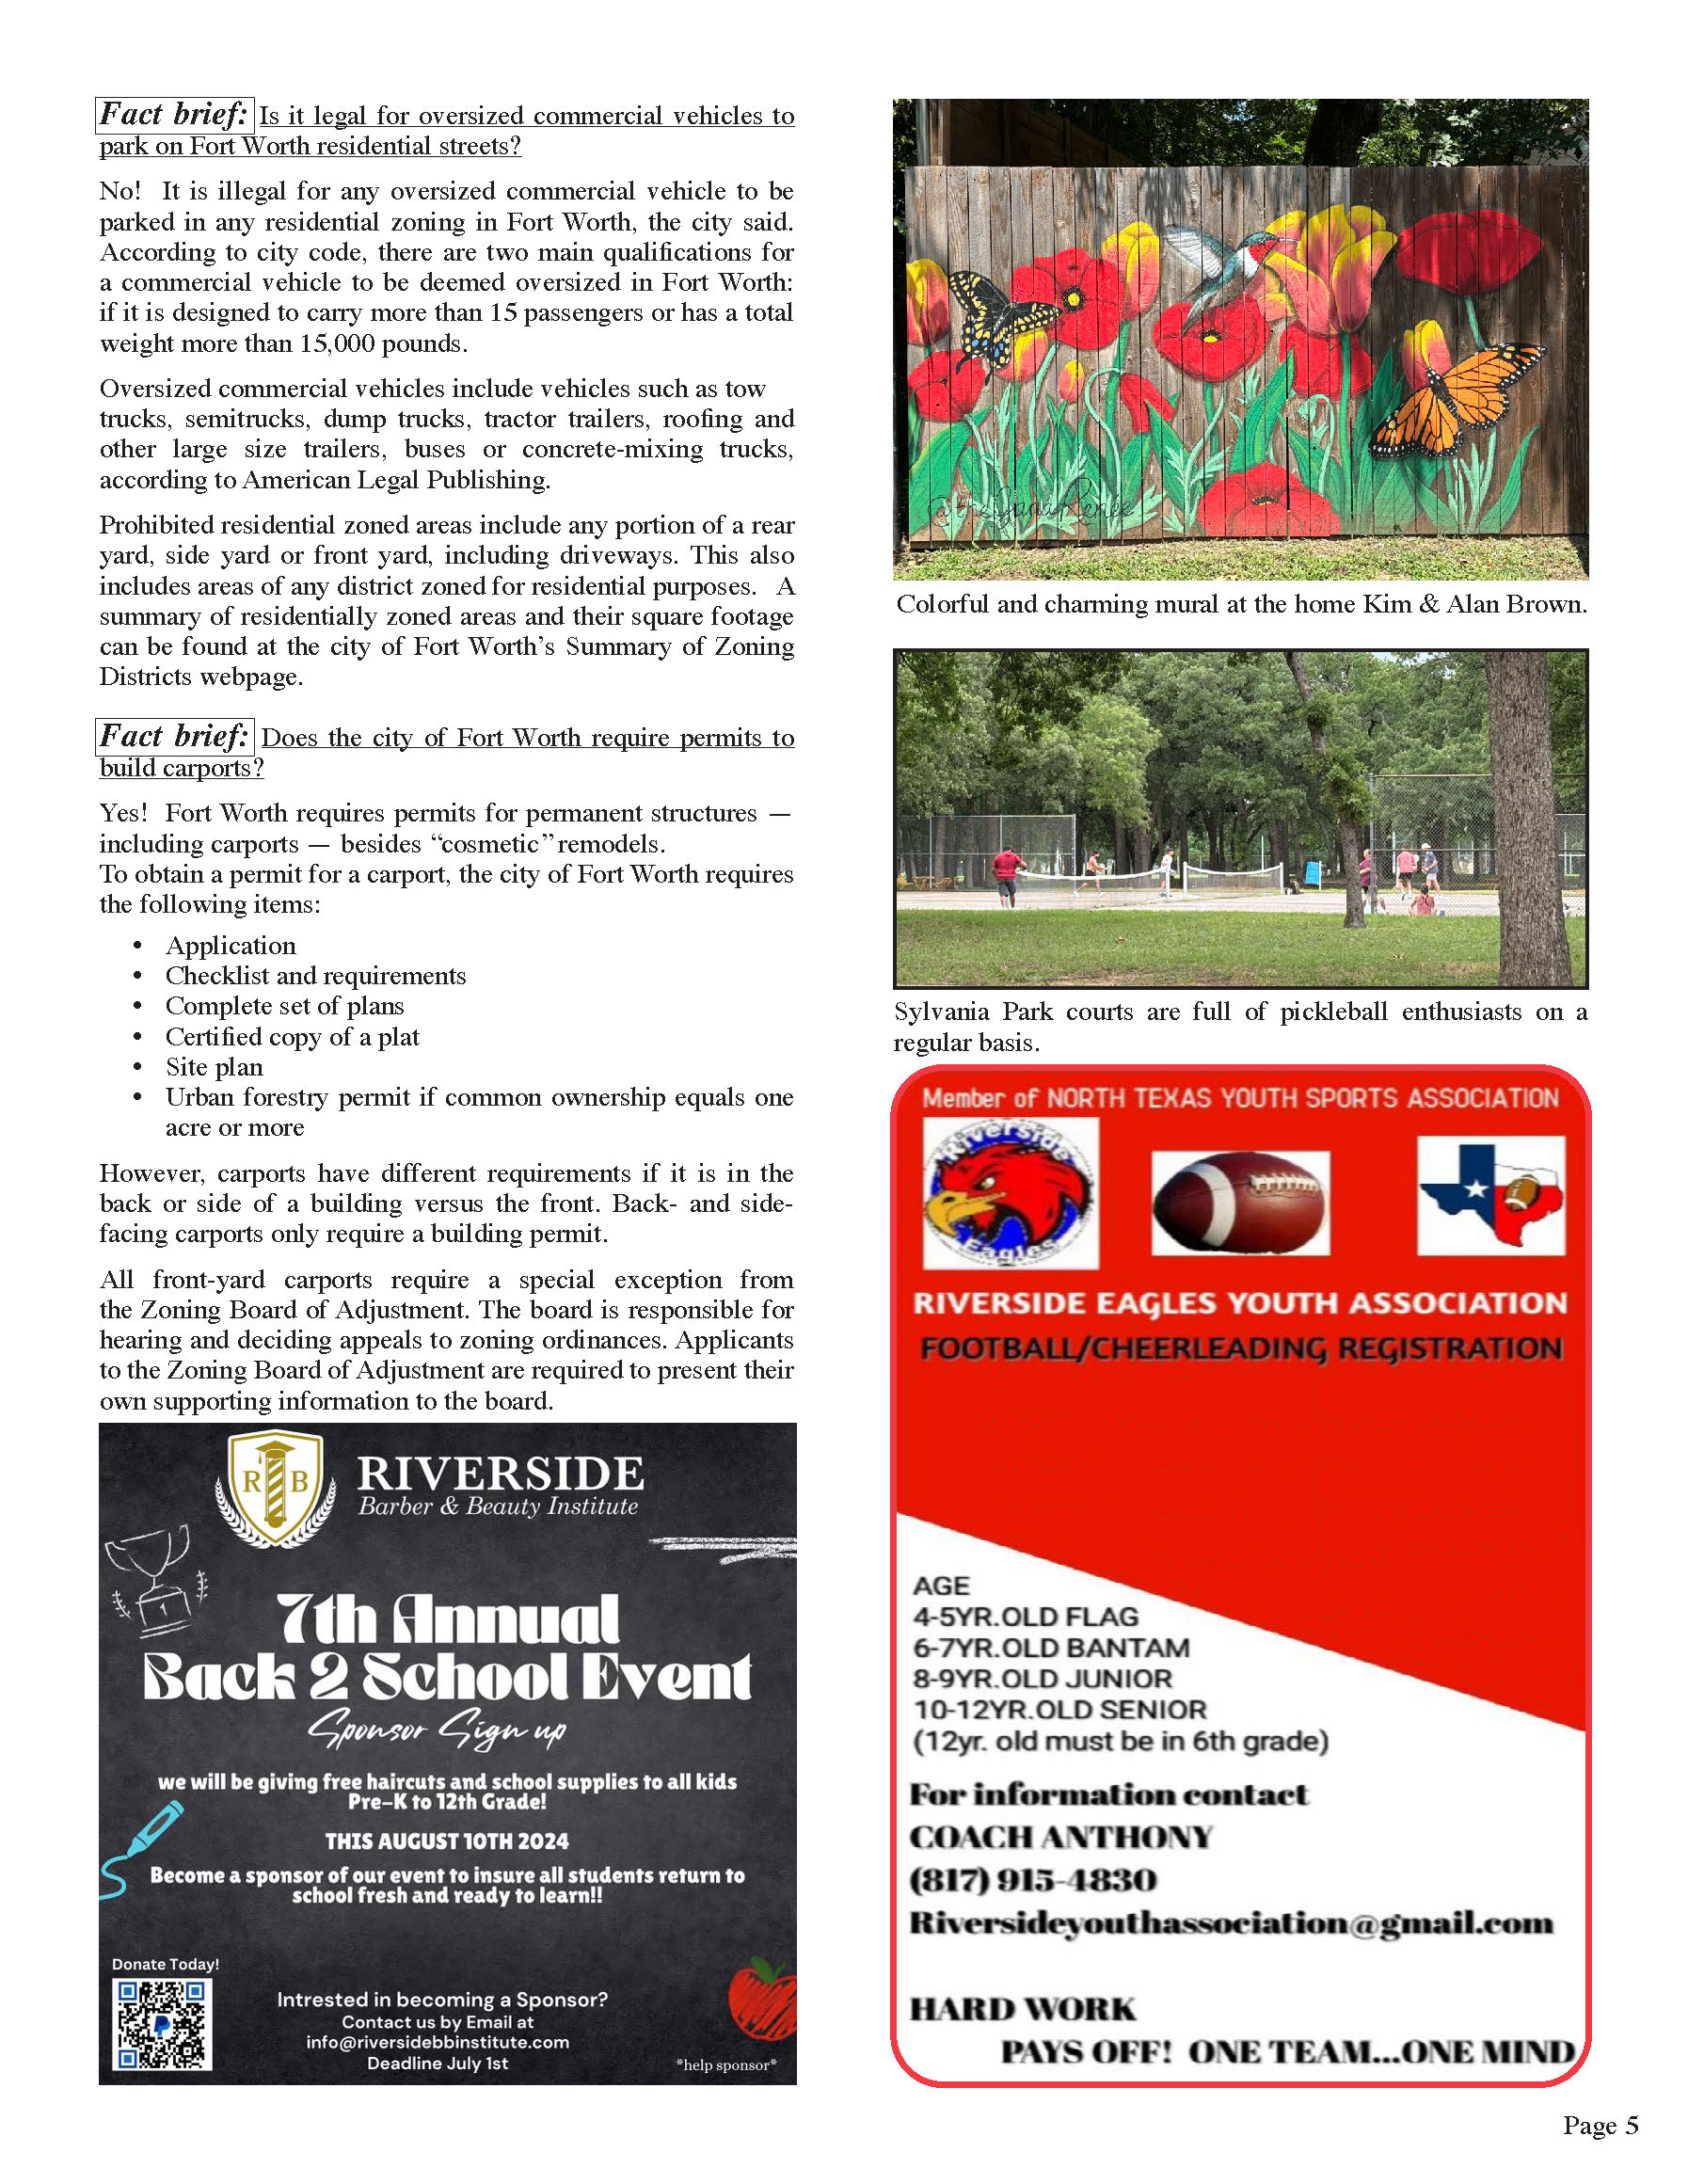 Fact brief: Is it legal for oversized commercial vehicles to
park on Fort Worth residential streets?
No! It is illegal for any oversized commercial vehicle to be
parked in any residential zoning in Fort Worth, the city said.
According to city code, there are two main qualifications for
a commercial vehicle to be deemed oversized in Fort Worth:
if it is designed to carry more than 15 passengers or has a total
weight more than 15,000 pounds.
Oversized commercial vehicles include vehicles such as tow
trucks, semitrucks, dump trucks, tractor trailers, roofing and
other large size trailers, buses or concrete-mixing trucks,
according to American Legal Publishing.
Prohibited residential zoned areas include any portion of a rear
yard, side yard or front yard, including driveways. This also
includes areas of any district zoned for residential purposes. A
summary of residentially zoned areas and their square footage
can be found at the city of Fort Worth's Summary of Zoning
Districts webpage.
Fact brief: Does the city of Fort Worth require permits to
build carports?
Yes! Fort Worth requires permits for permanent structures —
including carports — besides “cosmetic” remodels.
To obtain a permit for a carport, the city of Fort Worth requires
the following items:
• Application
• Checklist and requirements
• Complete set of plans
• Certified copy of a plat
• Site plan
• Urban forestry permit if common ownership equals one
acre or more
However, carports have different requirements if it is in the
back or side of a building versus the front. Back- and side-
facing carports only require a building permit.
All front-yard carports require a special exception from
the Zoning Board of Adjustment. The board is responsible for
hearing and deciding appeals to zoning ordinances. Applicants
to the Zoning Board of Adjustment are required to present their
own supporting information to the board.
R B
RIVERSIDE
Barber & Beauty Institute
1
7th Annual
Back 2 School Event
Sponsor Sign up
we will be giving free haircuts and school supplies to all kids
Pre-K to 12th Grade!
THIS AUGUST 10TH 2024
Become a sponsor of our event to insure all students return to
school fresh and ready to learn!!
Donate Today!
Intrested in becoming a Sponsor?
Contact us by Email at
info@riversidebbinstitute.com
Deadline July 1st
*help sponsor*
Colorful and charming mural at the home Kim & Alan Brown.
Sylvania Park courts are full of pickleball enthusiasts on a
regular basis.
Member of NORTH TEXAS YOUTH SPORTS ASSOCIATION
Riverside
Eagles
RIVERSIDE EAGLES YOUTH ASSOCIATION
FOOTBALL/CHEERLEADING REGISTRATION
AGE
4-5YR.OLD FLAG
6-7YR.OLD BANTAM
8-9YR.OLD JUNIOR
10-12YR.OLD SENIOR
(12yr. old must be in 6th grade)
For information contact
COACH ANTHONY
(817) 915-4830
Riversideyouthassociation@gmail.com
HARD WORK
PAYS OFF! ONE TEAM...ONE MIND
Page 5